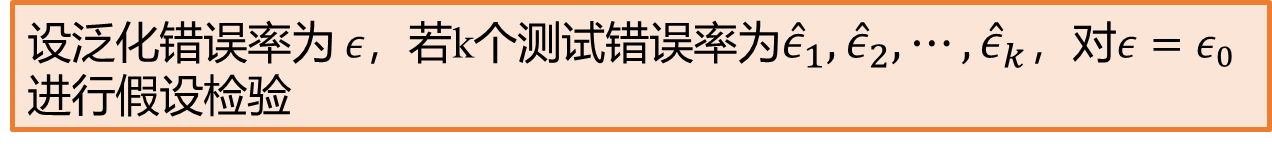 设泛化错误率为 ϵ，若k个测试错误率为ϵ̂₁, ϵ̂₂, ⋯ , ϵ̂ₖ，对ϵ = ϵ₀
进行假设检验